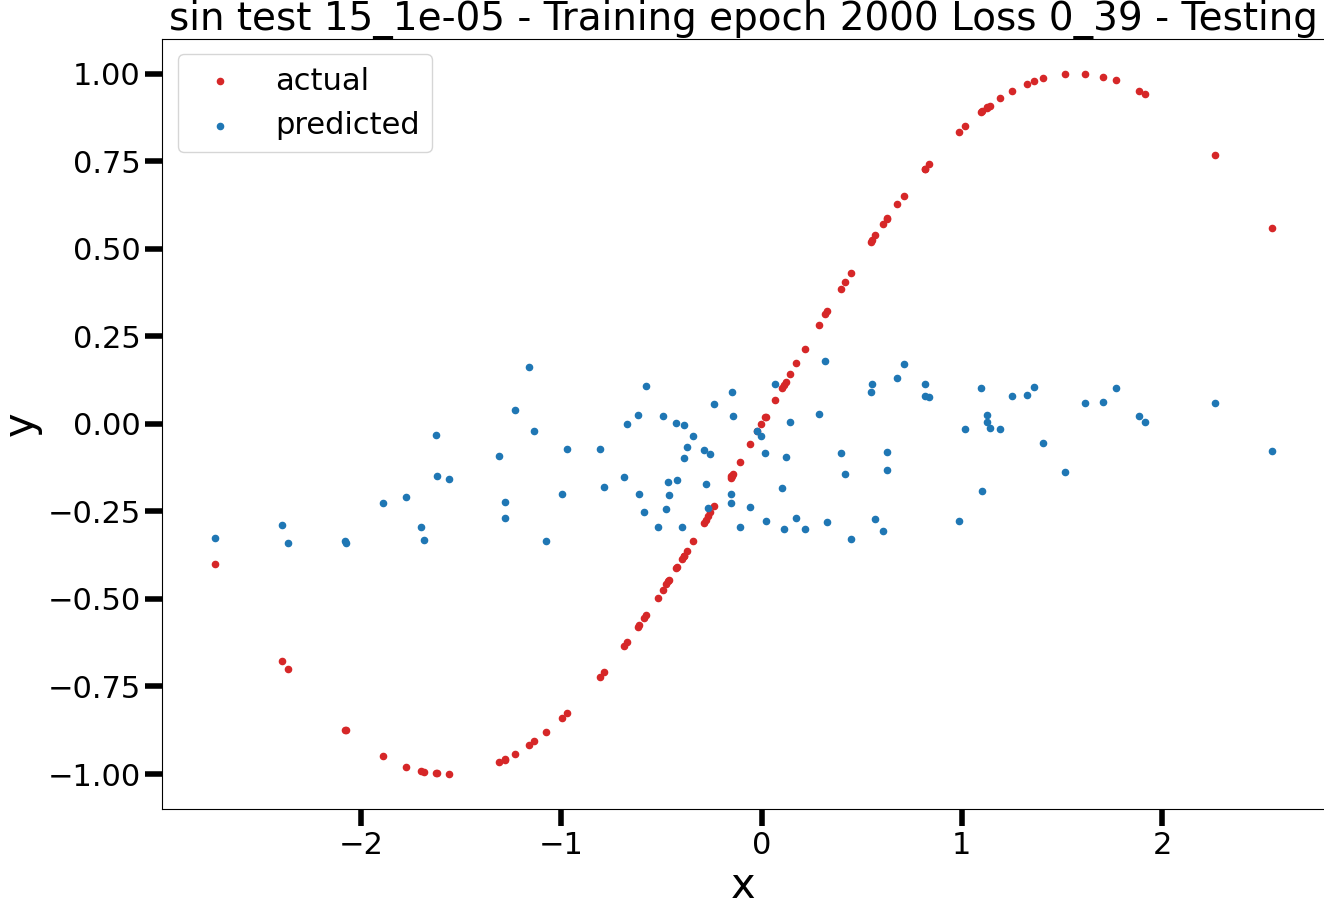 sin test 15_1e-05 - Training epoch 2000 Loss 0_39 - Testing
actual
predicted
1.00
0.75
0.50
0.25
0.00
−0.25
−0.50
−0.75
−1.00
y
−2 −1 0 1 2
x